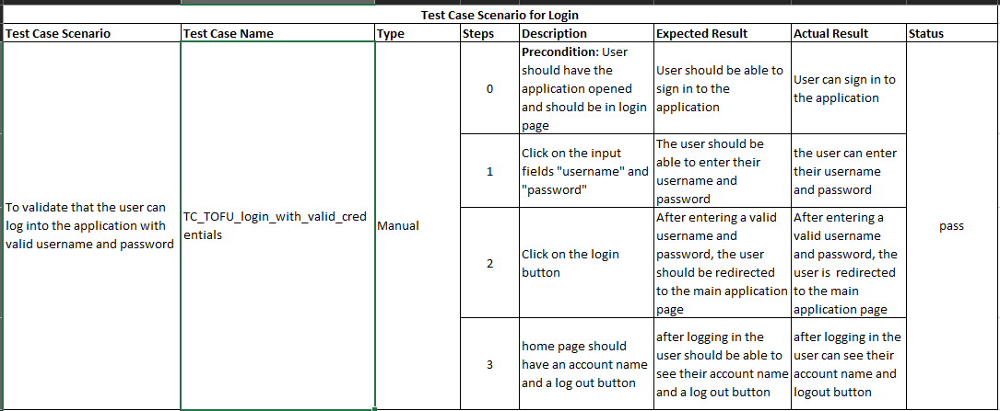 Test Case Scenario for Login
Test Case Scenario
Test Case Name
Type
Steps
Description
Expected Result
Actual Result
Status
To validate that the user can
log into the application with
valid username and password
TC_TOFU_login_with_valid_cred
entials
Manual
0
Precondition: User
should have the
application opened
and should be in login
page
User should be able to
sign in to the
application
User can sign in to
the application
1
Click on the input
fields "username" and
"password"
The user should be
able to enter their
username and
password
the user can enter
their username
and password
2
Click on the login
button
After entering a valid
username and
password, the user
should be redirected
to the main application
page
After entering a
valid username
and password, the
user is  redirected
to the main
application page
3
home page should
have an account name
and a log out button
after logging in the
user should be able to
see their account name
and a log out button
after logging in the
user can see their
account name and
logout button
pass